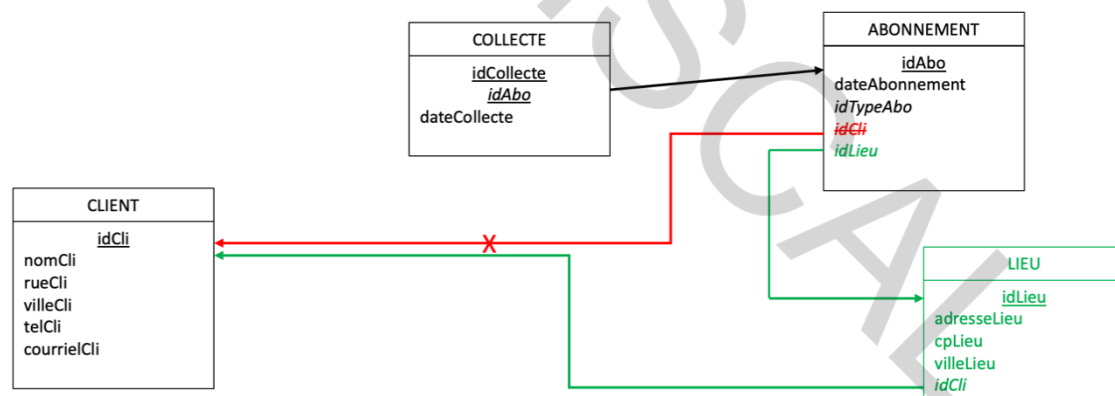 COLLECTE
idCollecte
idAbo
dateCollecte
ABONNEMENT
idAbo
dateAbonnement
idTypeAbo
idCli
idLieu
CLIENT
idCli
nomCli
rueCli
villeCli
telCli
courrielCli
X
LIEU
idLieu
adresseLieu
cpLieu
villeLieu
idCli
SCAL